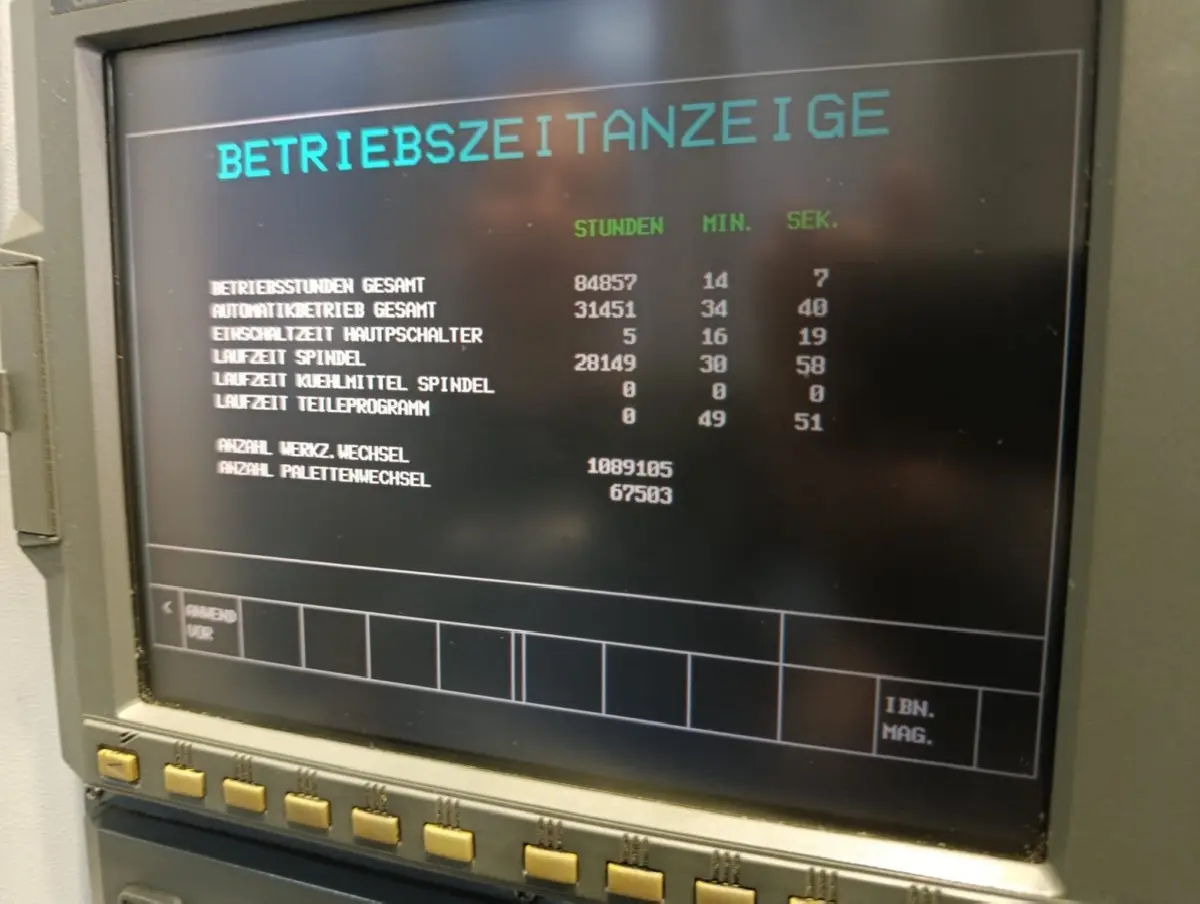 BETRIEBSZEITANZEIGE
STUNDEN MIN. SEK.
BETRIEBSSTUNDEN GESAMT 84857 14 7
AUTOMATIKBETRIEB GESAMT 31451 34 40
EINSCHALTZEIT HAUTPSCHALTER 5 16 19
LAUFZEIT SPINDEL 28149 30 58
LAUFZEIT KUEHLMITTEL SPINDEL 0 0 0
LAUFZEIT TEILEPROGRAMM 0 49 51
ANZAHL WERKZ.WECHSEL 1089105
ANZAHL PALETTENWECHSEL 67503
< ANWEND
VOR
IBN.
MAG.